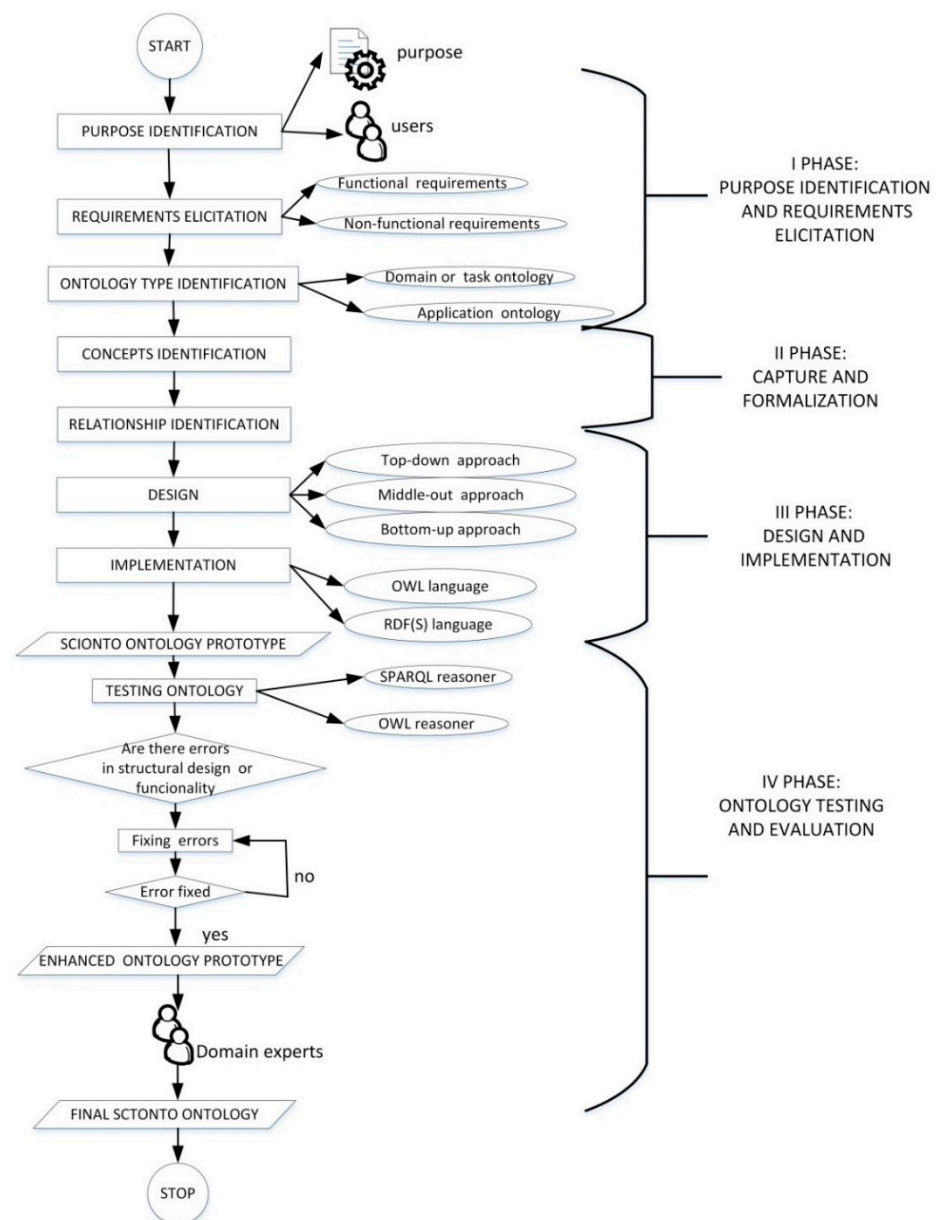 START
purpose
users
PURPOSE IDENTIFICATION
Functional requirements
REQUIREMENTS ELICITATION
Non-functional requirements
I PHASE:
PURPOSE IDENTIFICATION
AND REQUIREMENTS
ELICITATION
Domain or task ontology
ONTOLOGY TYPE IDENTIFICATION
Application ontology
CONCEPTS IDENTIFICATION
II PHASE:
CAPTURE AND
FORMALIZATION
RELATIONSHIP IDENTIFICATION
Top-down approach
DESIGN
Middle-out approach
Bottom-up approach
III PHASE:
DESIGN AND
IMPLEMENTATION
IMPLEMENTATION
OWL language
RDF(S) language
SCIONTO ONTOLOGY PROTOTYPE
SPARQL reasoner
TESTING ONTOLOGY
OWL reasoner
Are there errors
in structural design or
funcionality
IV PHASE:
ONTOLOGY TESTING
AND EVALUATION
Fixing errors
no
Error fixed
yes
ENHANCED ONTOLOGY PROTOTYPE
Domain experts
FINAL SCTONTO ONTOLOGY
STOP